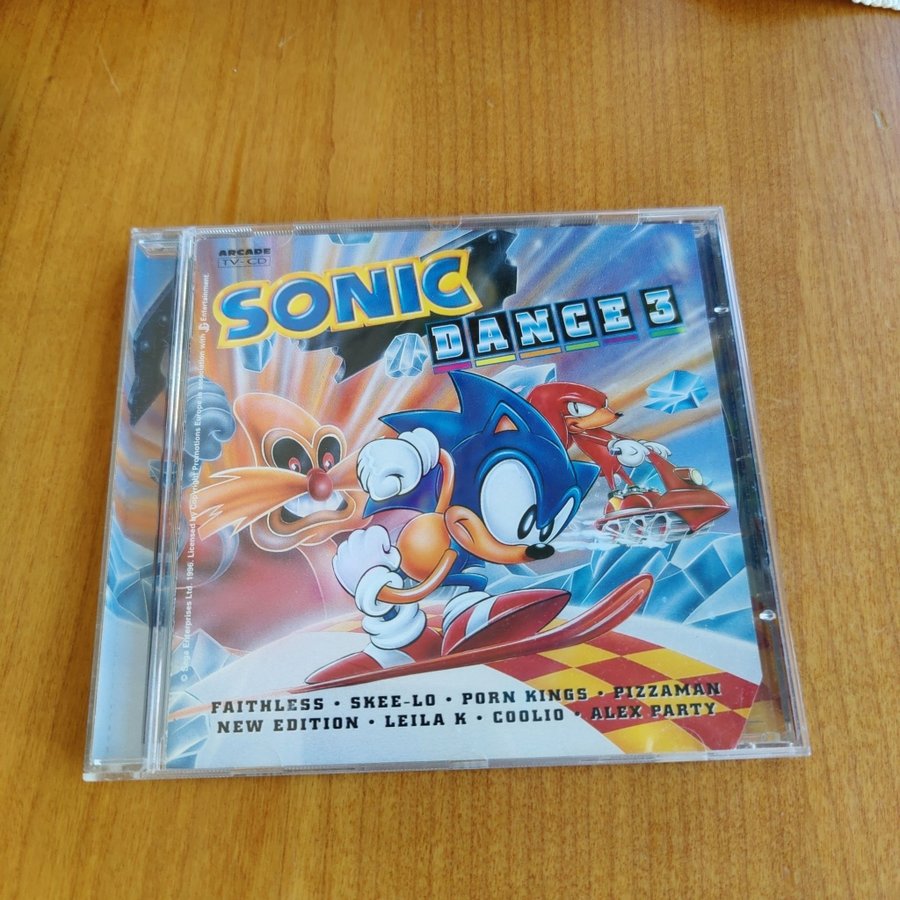 ARCADE
TV-CD
SONIC
DANCE 3
© Sega Enterprises Ltd. 1996. Licensed by Copyright Promotions Europe in association with Entertainment.
FAITHLESS • SKEE-LO • PORN KINGS • PIZZAMAN
NEW EDITION • LEILA K • COOLIO • ALEX PARTY